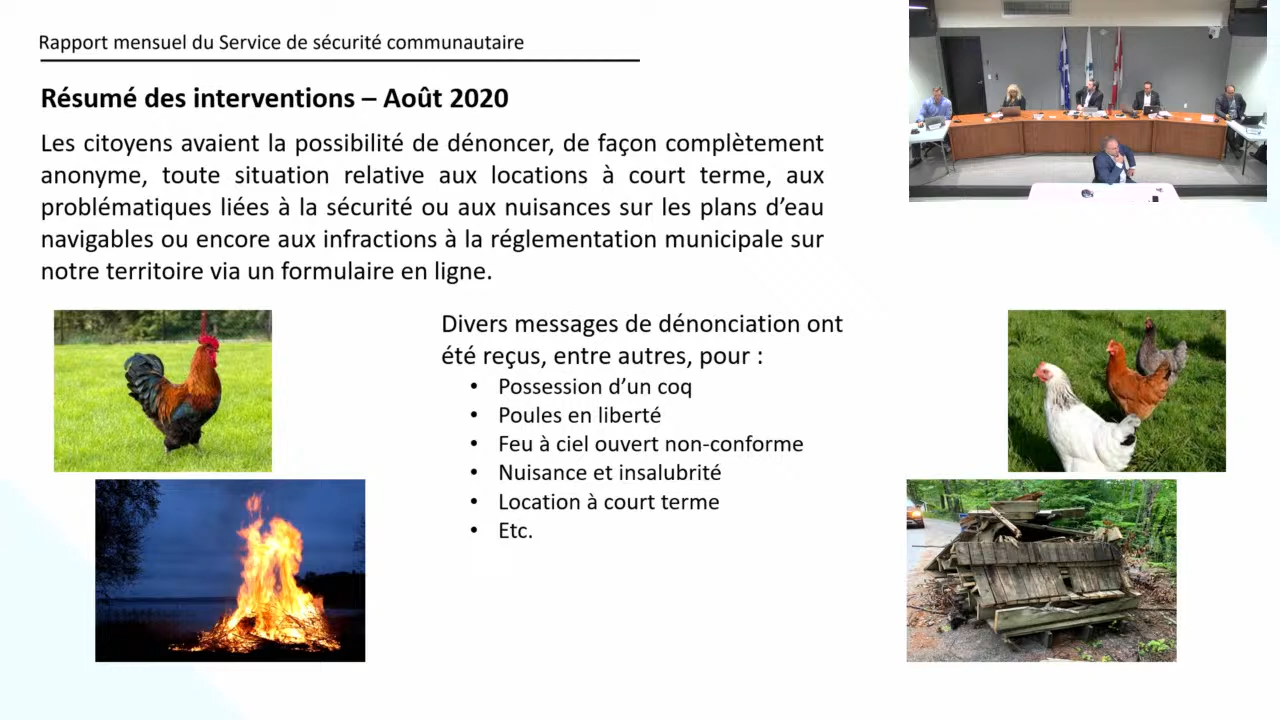 Rapport mensuel du Service de sécurité communautaire
Résumé des interventions – Août 2020
Les citoyens avaient la possibilité de dénoncer, de façon complètement
anonyme, toute situation relative aux locations à court terme, aux
problématiques liées à la sécurité ou aux nuisances sur les plans d’eau
navigables ou encore aux infractions à la réglementation municipale sur
notre territoire via un formulaire en ligne.
Divers messages de dénonciation ont
été reçus, entre autres, pour :
• Possession d’un coq
• Poules en liberté
• Feu à ciel ouvert non-conforme
• Nuisance et insalubrité
• Location à court terme
• Etc.